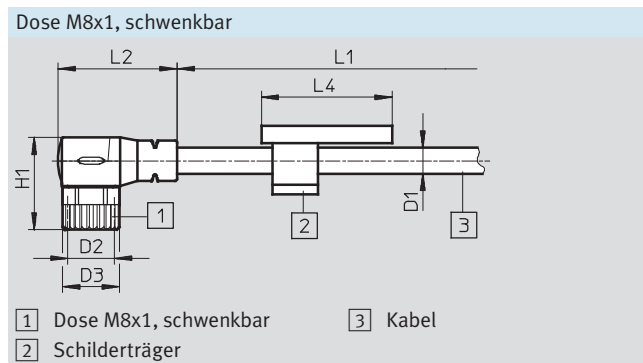 Dose M8x1, schwenkbar
L2
L1
L4
H1
D1
1
2
3
D2
D3
1 Dose M8x1, schwenkbar
3 Kabel
2 Schilderträger